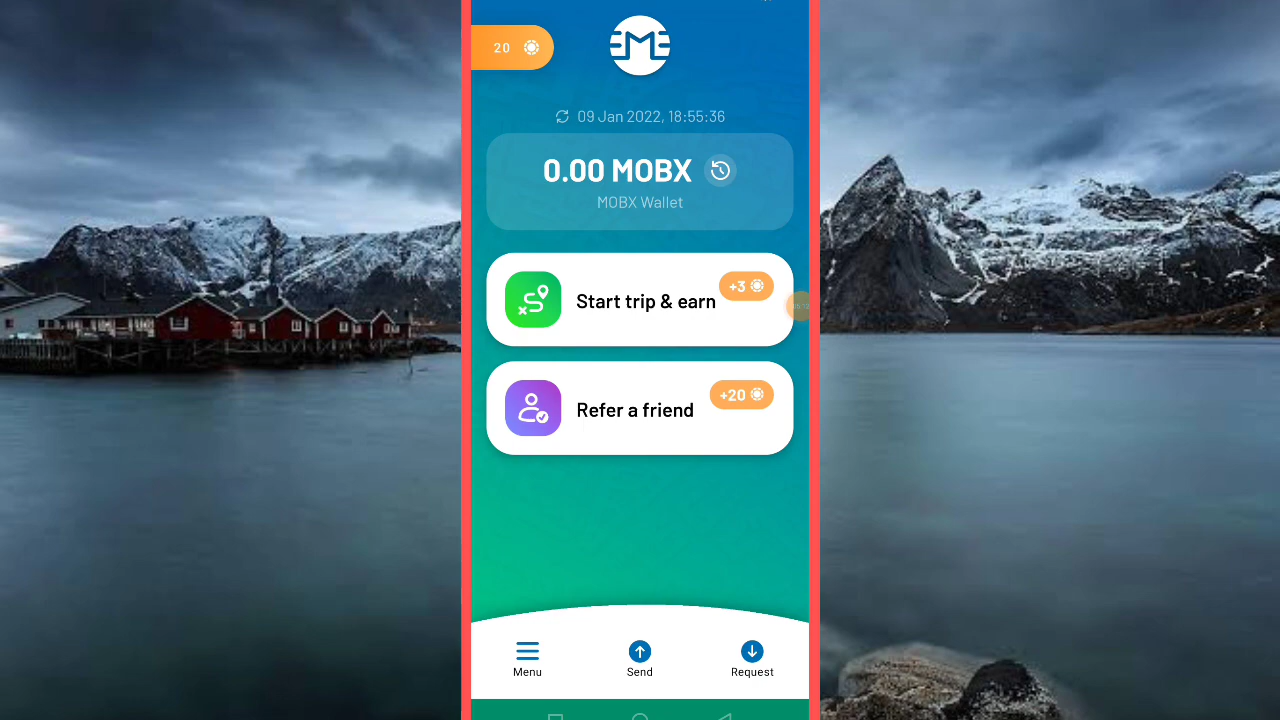 20
09 Jan 2022, 18:55:36
0.00 MOBX
MOBX Wallet
+3
Start trip & earn
+20
Refer a friend
Menu
Send
Request